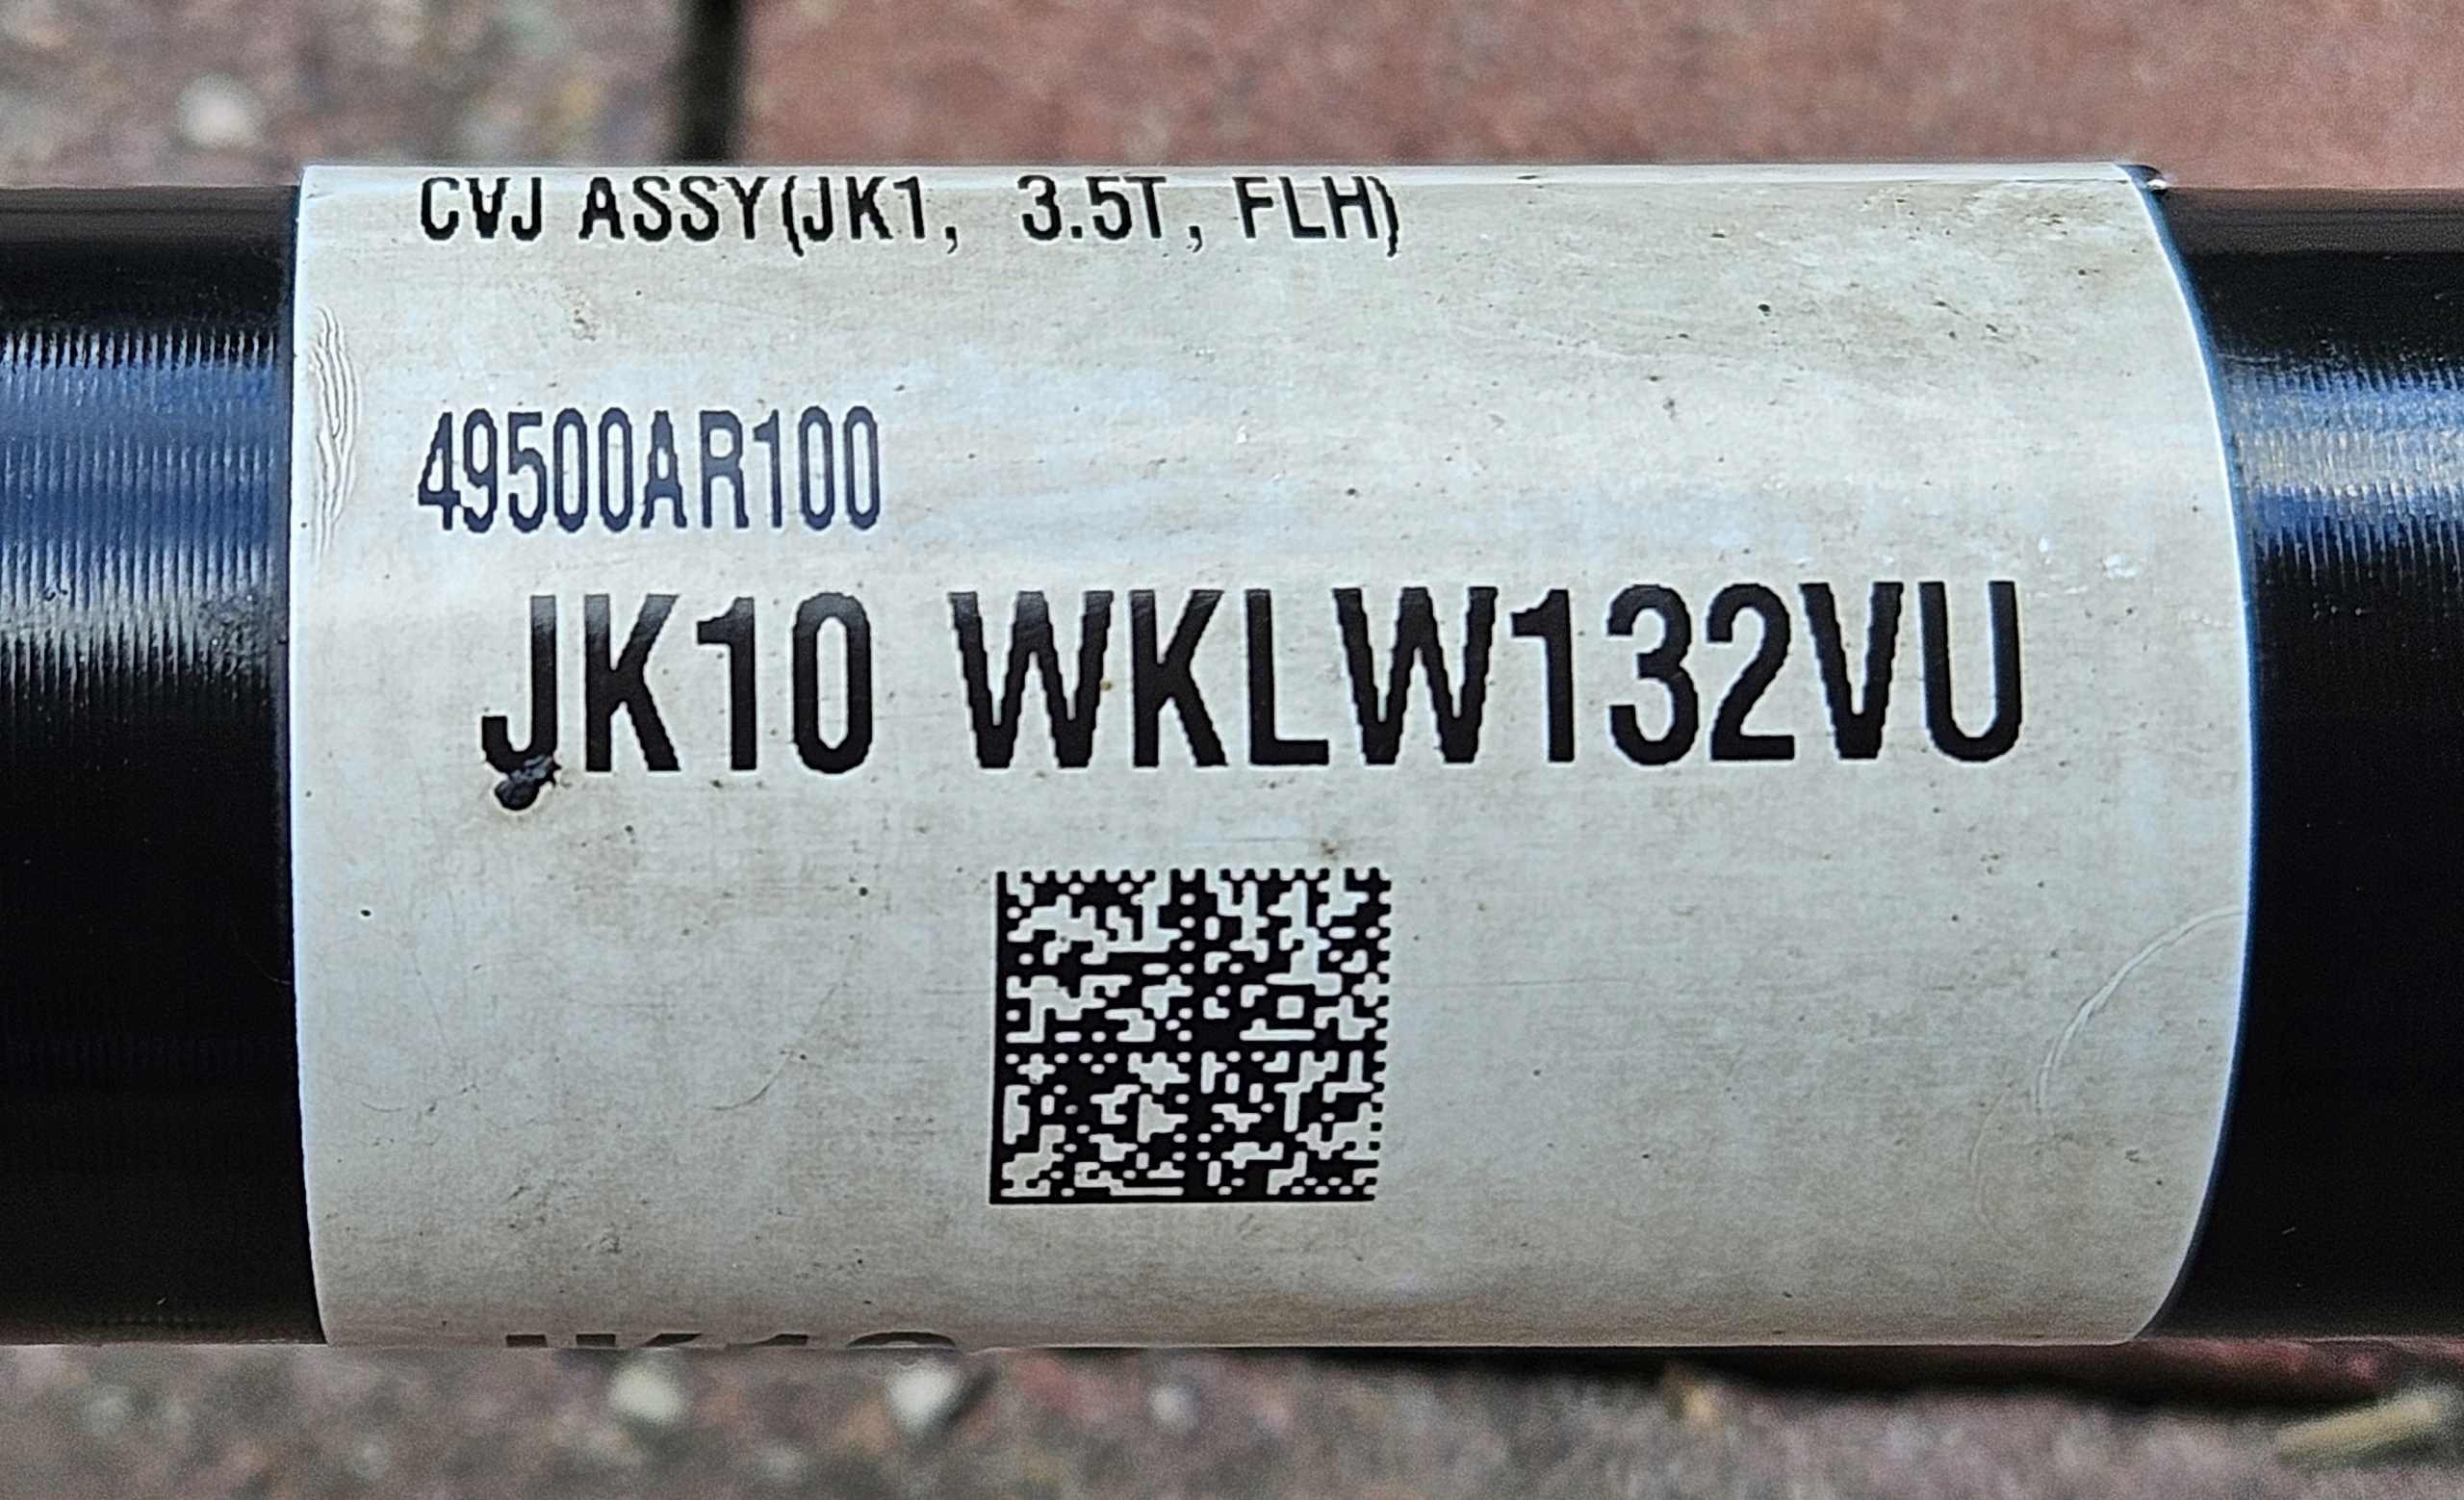 CVJ ASSY(JK1, 3.5T, FLH)
49500AR100
JK10 WKLW132VU